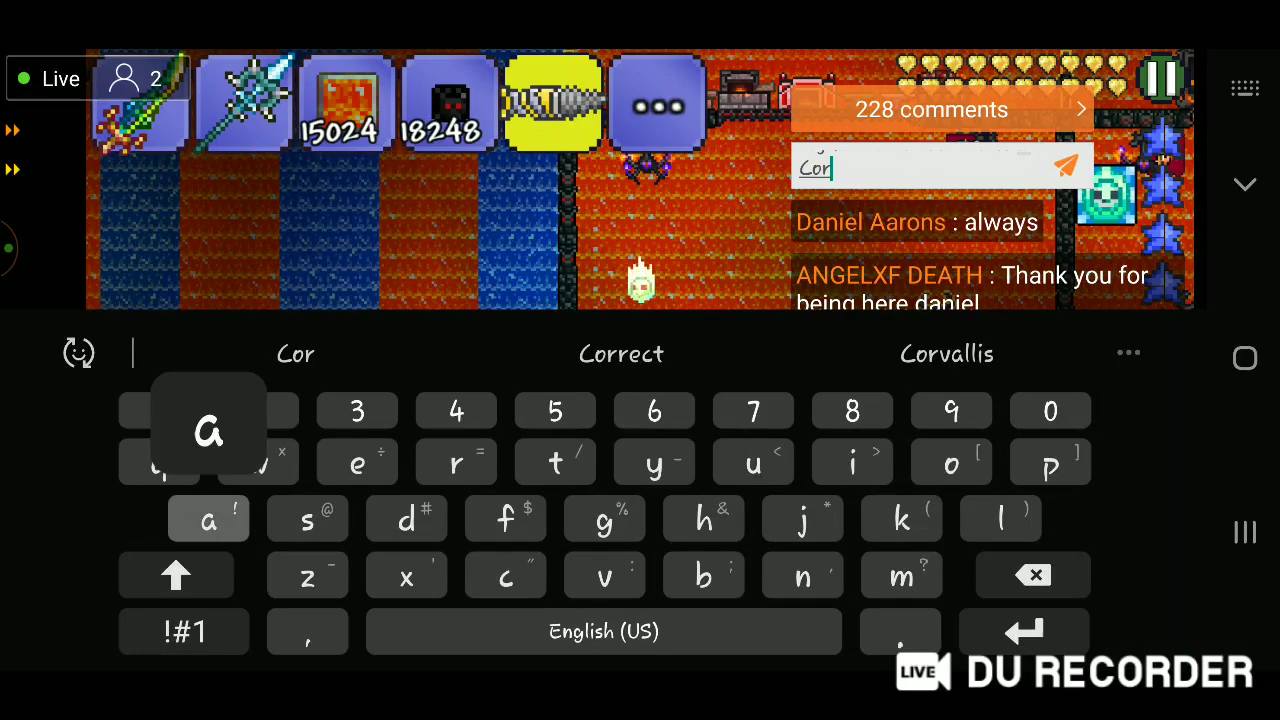 Live 2
15024
18248
228 comments
Cor
Daniel Aarons : always
ANGELXF DEATH : Thank you for
being here daniel
Cor Correct Corvallis
a
3 4 5 6 7 8 9 0
e ÷ r = t / y - u < i > o [ p ]
a ! s @ d # f $ g % h & j * k ( l )
z - x ' c " v : b ; n , m ?
!#1 , English (US) .
LIVE DU RECORDER